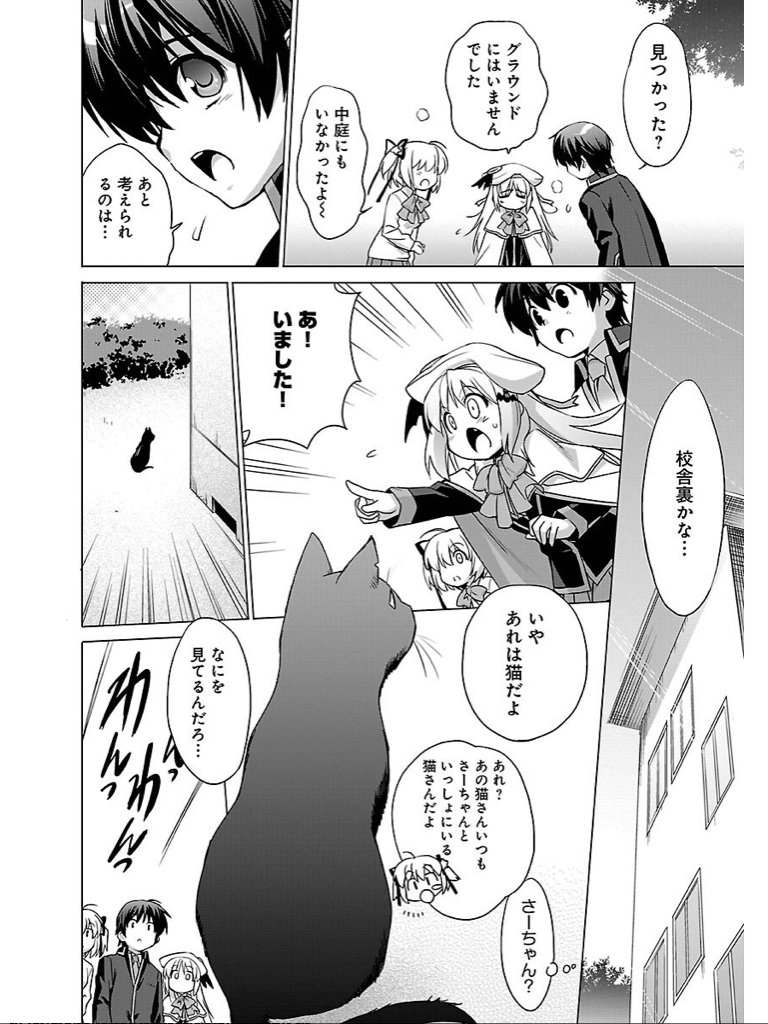 見つかった？
グラウンド
にはいません
でした
中庭にも
いなかったよ〜
あと
考えられ
るのは…
校舎裏かな…
あ！
いました！
いや
あれは猫だよ
あれ？
あの猫さんいつも
さーちゃんと
いっしょにいる
猫さんだよ
さーちゃん？
なにを
見てるんだろ…
わんっ
わんっ